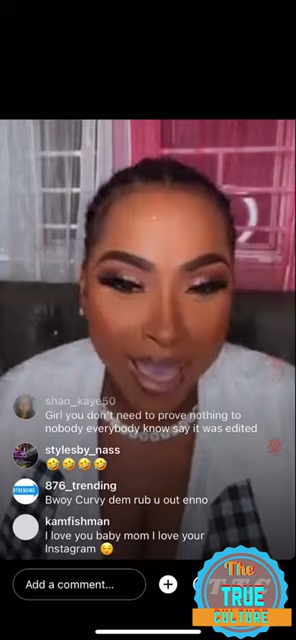 shan_kaye50
Girl you don't need to prove nothing to
nobody everybody know say it was edited
stylesby_nass
🤣🤣🤣🤣
876_trending
TRENDING
Bwoy Curvy dem rub u out enno
kamfishman
I love you baby mom I love your
Instagram 😏
Add a comment...
The
TRUE
CULTURE